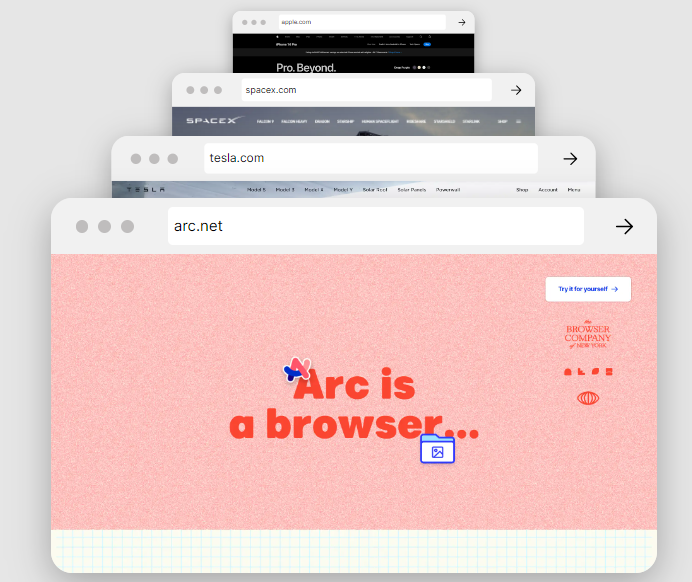 apple.com
iPhone 16 Pro
Pro. Beyond.
spacex.com
SPACEX
FALCON 9 FALCON HEAVY DRAGON STARSHIP HUMAN SPACEFLIGHT RIDESHARE STARSHIELD STARLINK SHOP
tesla.com
TESLA
Model S Model 3 Model X Model Y Solar Roof Solar Panels Powerwall Shop Account Menu
arc.net
Try it for yourself →
the
BROWSER
COMPANY
of NEW YORK
Arc is
a browser...